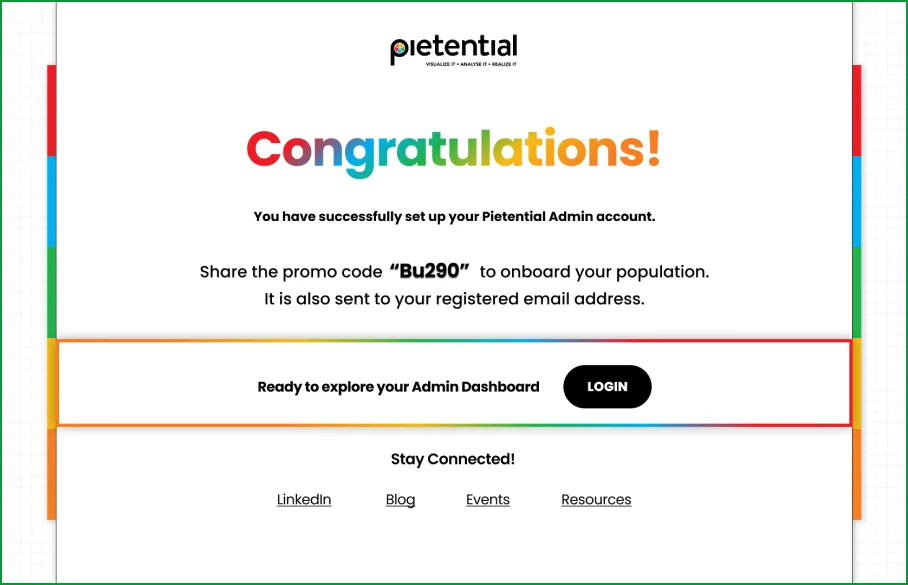 pietential
VISUALIZE IT • ANALYSE IT • REALIZE IT
Congratulations!
You have successfully set up your Pietential Admin account.
Share the promo code “Bu290” to onboard your population.
It is also sent to your registered email address.
Ready to explore your Admin Dashboard LOGIN
Stay Connected!
LinkedIn Blog Events Resources